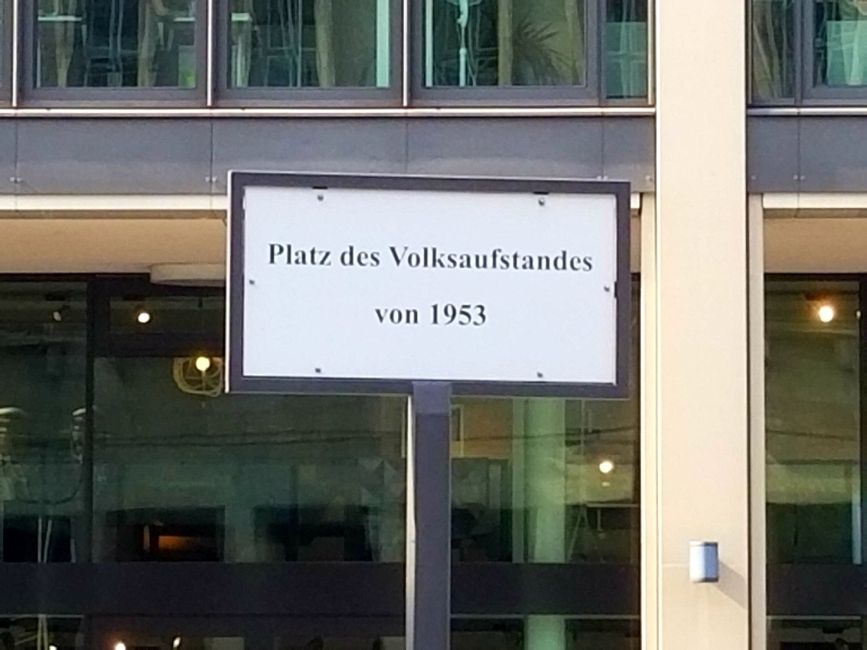 Platz des Volksaufstandes
von 1953